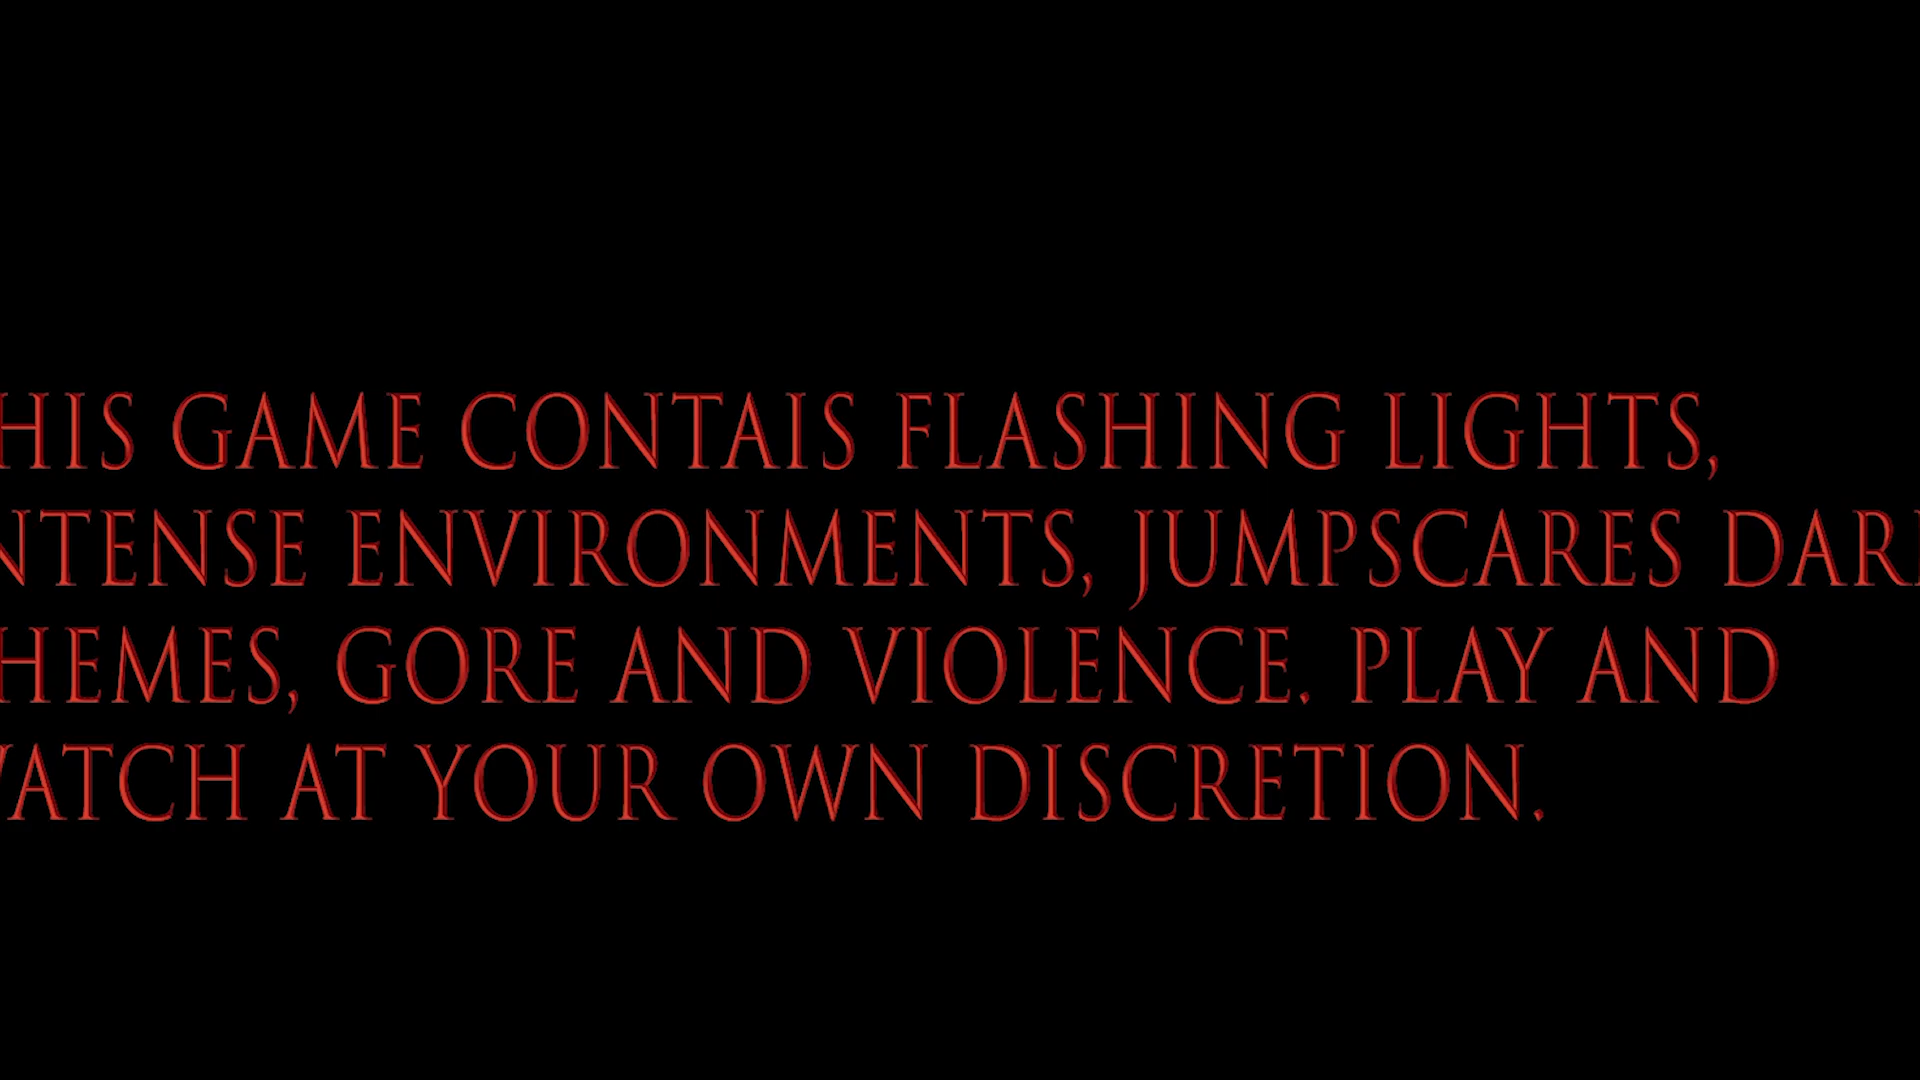 HIS GAME CONTAIS FLASHING LIGHTS,
NTENSE ENVIRONMENTS, JUMPSCARES DAR
HEMES, GORE AND VIOLENCE. PLAY AND
WATCH AT YOUR OWN DISCRETION.